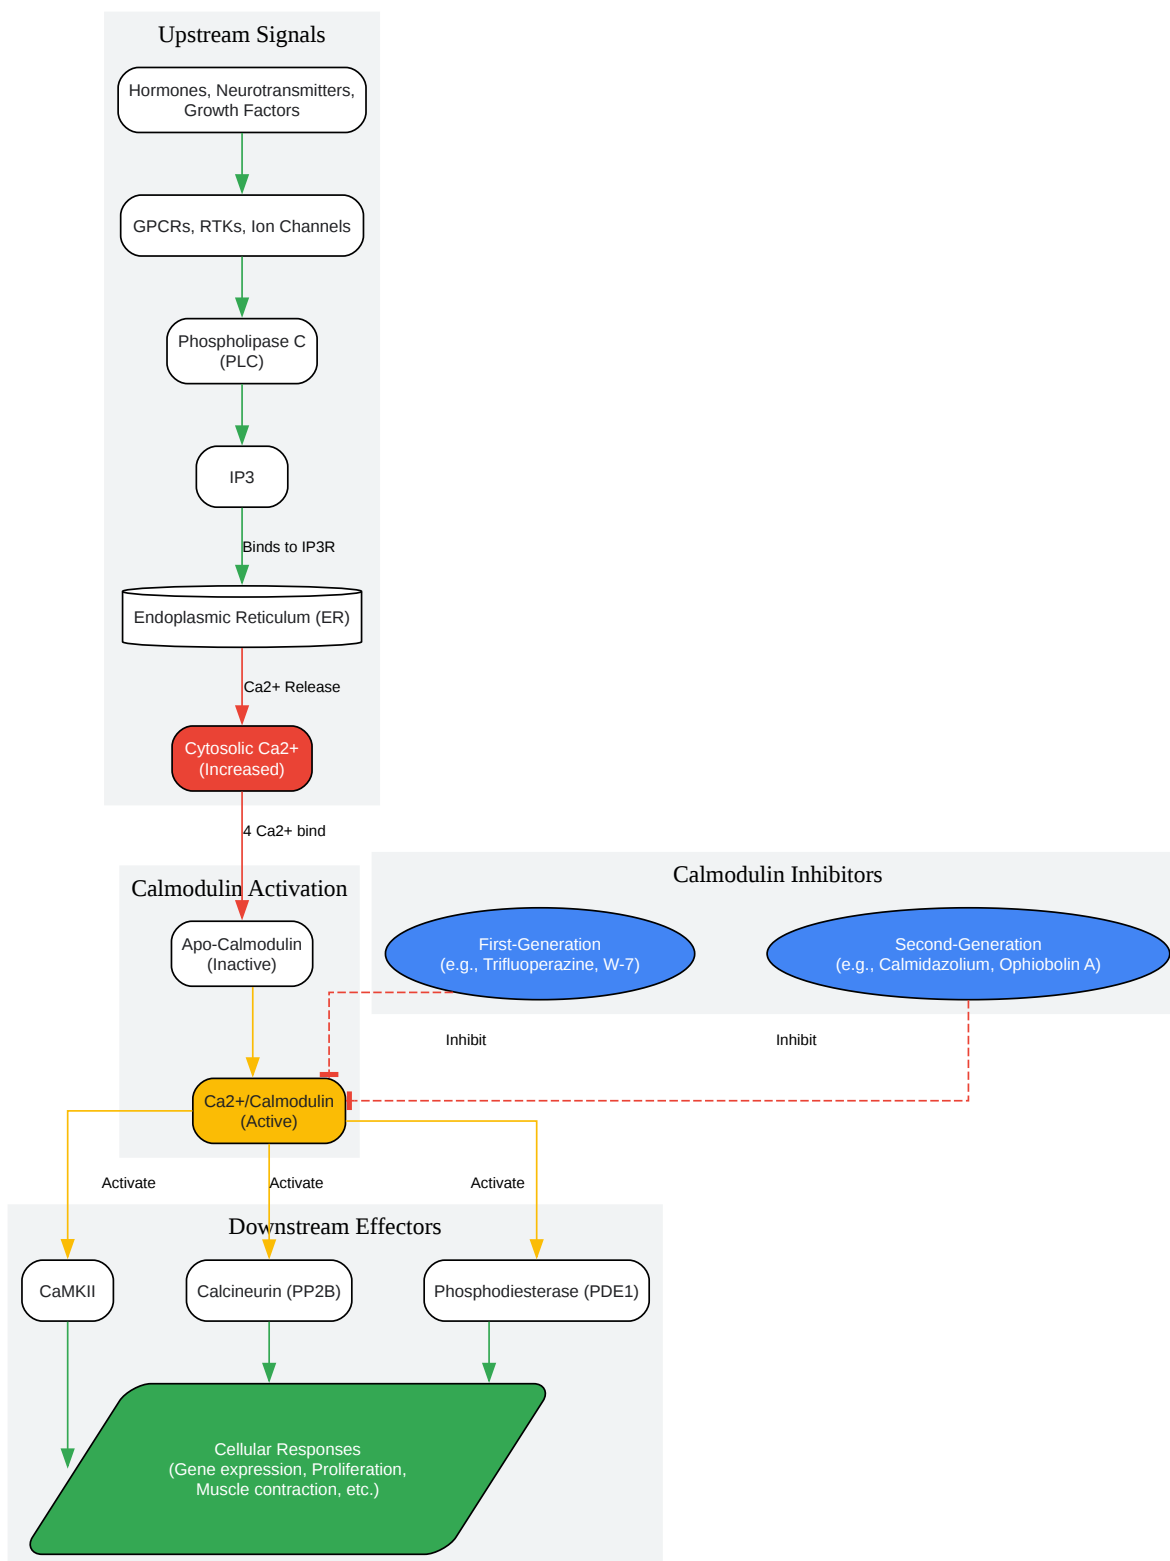 Upstream Signals
Hormones, Neurotransmitters,
Growth Factors
GPCRs, RTKs, Ion Channels
Phospholipase C
(PLC)
IP3
Binds to IP3R
Endoplasmic Reticulum (ER)
Ca2+ Release
Cytosolic Ca2+
(Increased)
4 Ca2+ bind
Calmodulin Activation
Apo-Calmodulin
(Inactive)
Calmodulin Inhibitors
First-Generation
(e.g., Trifluoperazine, W-7)
Second-Generation
(e.g., Calmidazolium, Ophiobolin A)
Inhibit
Inhibit
Ca2+/Calmodulin
(Active)
Activate
Activate
Activate
Downstream Effectors
CaMKII
Calcineurin (PP2B)
Phosphodiesterase (PDE1)
Cellular Responses
(Gene expression, Proliferation,
Muscle contraction, etc.)